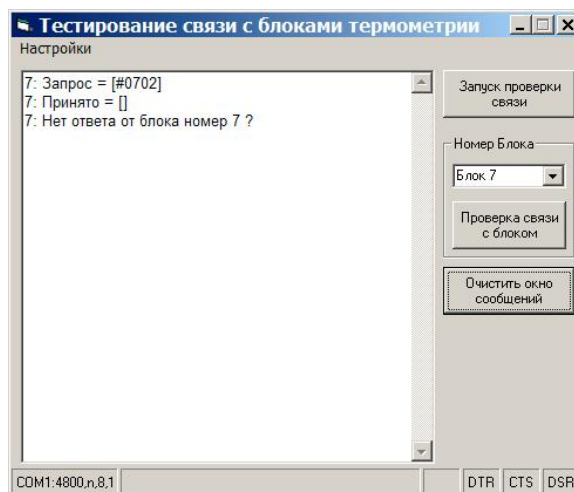 Тестирование связи с блоками термометрии
Настройки
7: Запрос = [#0702]
7: Принято = []
7: Нет ответа от блока номер 7 ?
Запуск проверки
связи
Номер Блока
Блок 7
Проверка связи
с блоком
Очистить окно
сообщений
COM1:4800,n,8,1
DTR
CTS
DSR